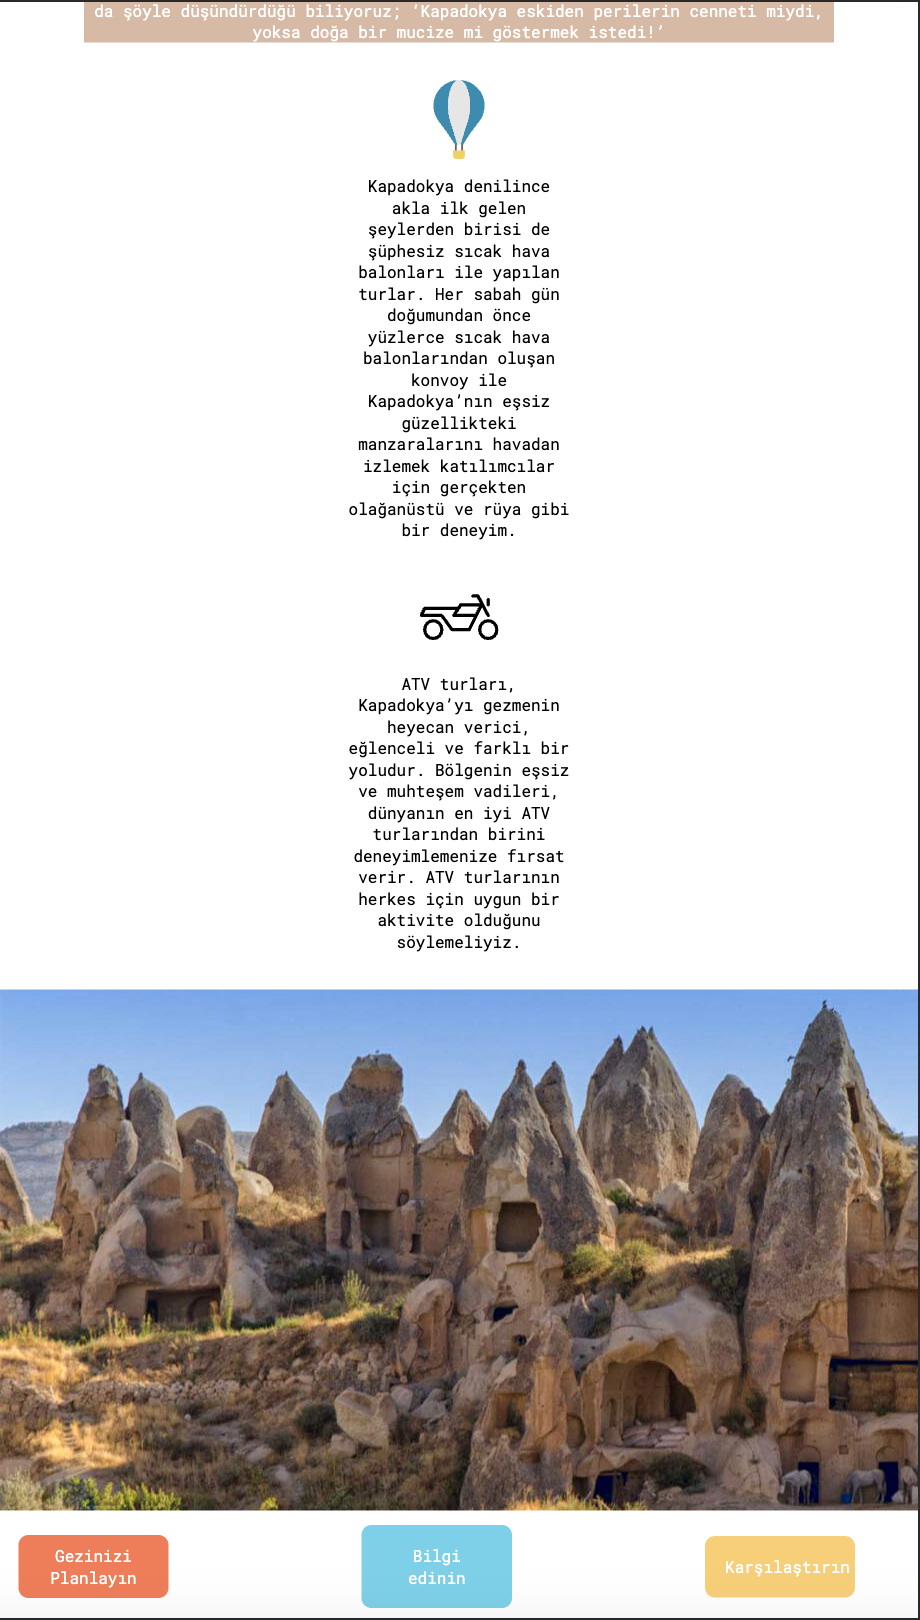 da şöyle düşündürdüğü biliyoruz; ‘Kapadokya eskiden perilerin cenneti miydi,
yoksa doğa bir mucize mi göstermek istedi!’
Kapadokya denilince
akla ilk gelen
şeylerden birisi de
şüphesiz sıcak hava
balonları ile yapılan
turlar. Her sabah gün
doğumundan önce
yüzlerce sıcak hava
balonlarından oluşan
konvoy ile
Kapadokya’nın eşsiz
güzellikteki
manzaralarını havadan
izlemek katılımcılar
için gerçekten
olağanüstü ve rüya gibi
bir deneyim.
ATV turları,
Kapadokya’yı gezmenin
heyecan verici,
eğlenceli ve farklı bir
yoludur. Bölgenin eşsiz
ve muhteşem vadileri,
dünyanın en iyi ATV
turlarından birini
deneyimlemenize fırsat
verir. ATV turlarının
herkes için uygun bir
aktivite olduğunu
söylemeliyiz.
Gezinizi
Planlayın
Bilgi
edinin
Karşılaştırın